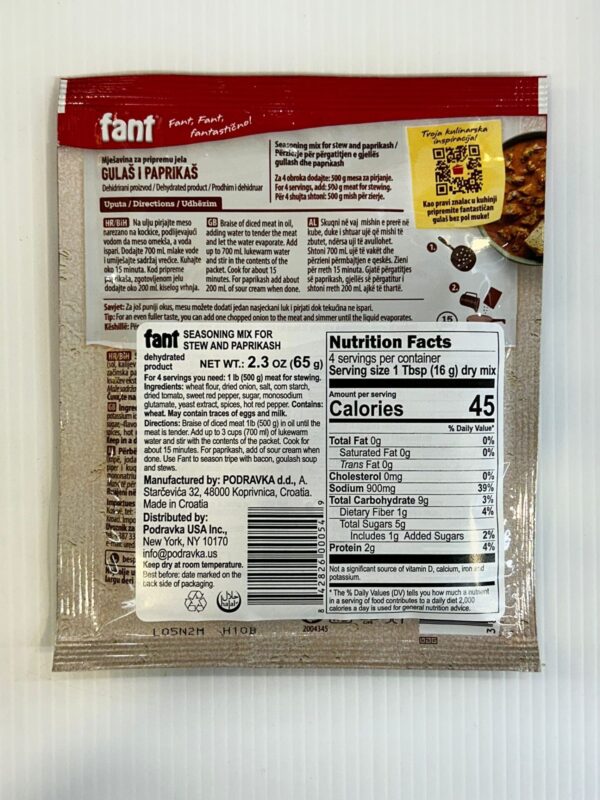 fant Fant, Fant, fantastično!
Mješavina za pripremu jela
GULAŠ I PAPRIKAŠ
Dehidrirani proizvod / Dehydrated product / Prodhim i dehidruar
Seasoning mix for stew and paprikash /
Përzierje për përgatitjen e gjellës
gullash dhe paprikash
Za 4 obroka dodajte: 500 g mesa za pirjanje.
For 4 servings, add: 500 g meat for stewing.
Për 4 shujta shtoni: 500 g mish për zierje.
Tvoja kulinarska
inspiracija!
Kao pravi znalac u kuhinji
pripremite fantastičan
gulaš bez pol muke!
Uputa / Directions / Udhëzim
HR/BiH Na ulju pirjajte meso
narezano na kockice, podlijevajući
vodom da meso omekša, a voda
ispari. Dodajte 700 mL mlake vode
i umiješajte sadržaj vrećice. Kuhajte
oko 15 minuta. Kod pripreme
paprikaša, zgotovljenom jelu
dodajte oko 200 mL kiselog vrhnja.
GB Braise of diced meat in oil,
adding water to tender the meat
and let the water evaporate. Add
up to 700 mL lukewarm water
and stir in the contents of the
packet. Cook for about 15
minutes. For paprikash add about
200 mL of sour cream when done.
AL Skuqni në vaj mishin e prerë në
kube, duke i shtuar ujë që mishi të
zbutet, ndërsa uji të avullohet.
Shtoni 700 mL ujë të vakët dhe
përzieni përmbajtjen e qeskës. Zieni
për rreth 15 minuta. Gjatë përgatitjes
së paprikash, gjellës së përgatitur i
shtoni rreth 200 mL ajkë të thartë.
1.
2.
15
Savjet: Za još puniji okus, mesu možete dodati jedan nasjeckani luk i pirjati dok tekućina ne ispari.
Tip: For an even fuller taste, you can add one chopped onion to the meat and simmer until the liquid evaporates.
Këshillë:
fant SEASONING MIX FOR
STEW AND PAPRIKASH
dehydrated
product NET WT.: 2.3 OZ (65 g)
For 4 servings you need: 1 lb (500 g) meat for stewing.
Ingredients: wheat flour, dried onion, salt, corn starch,
dried tomato, sweet red pepper, sugar, monosodium
glutamate, yeast extract, spices, hot red pepper. Contains:
wheat. May contain traces of eggs and milk.
Directions: Braise of diced meat 1lb (500 g) in oil until the
meat is tender. Add up to 3 cups (700 ml) of lukewarm
water and stir with the contents of the packet. Cook for
about 15 minutes. For paprikash, add of sour cream when
done. Use Fant to season tripe with bacon, goulash soup
and stews.
Manufactured by: PODRAVKA d.d., A.
Starčevića 32, 48000 Koprivnica, Croatia.
Made in Croatia
Distributed by:
Podravka USA Inc.,
New York, NY 10170
info@podravka.us
Keep dry at room temperature.
Best before: date marked on the
back side of packaging.
Nutrition Facts
4 servings per container
Serving size 1 Tbsp (16 g) dry mix
Amount per serving
Calories 45
% Daily Value*
Total Fat 0g 0%
Saturated Fat 0g 0%
Trans Fat 0g
Cholesterol 0mg 0%
Sodium 900mg 39%
Total Carbohydrate 9g 3%
Dietary Fiber 1g 4%
Total Sugars 5g
Includes 1g Added Sugars 2%
Protein 2g 4%
Not a significant source of vitamin D, calcium, iron and
potassium.
* The % Daily Values (DV) tells you how much a nutrient
in a serving of food contributes to a daily diet 2,000
calories a day is used for general nutrition advice.
L05N2M H10B
2004345